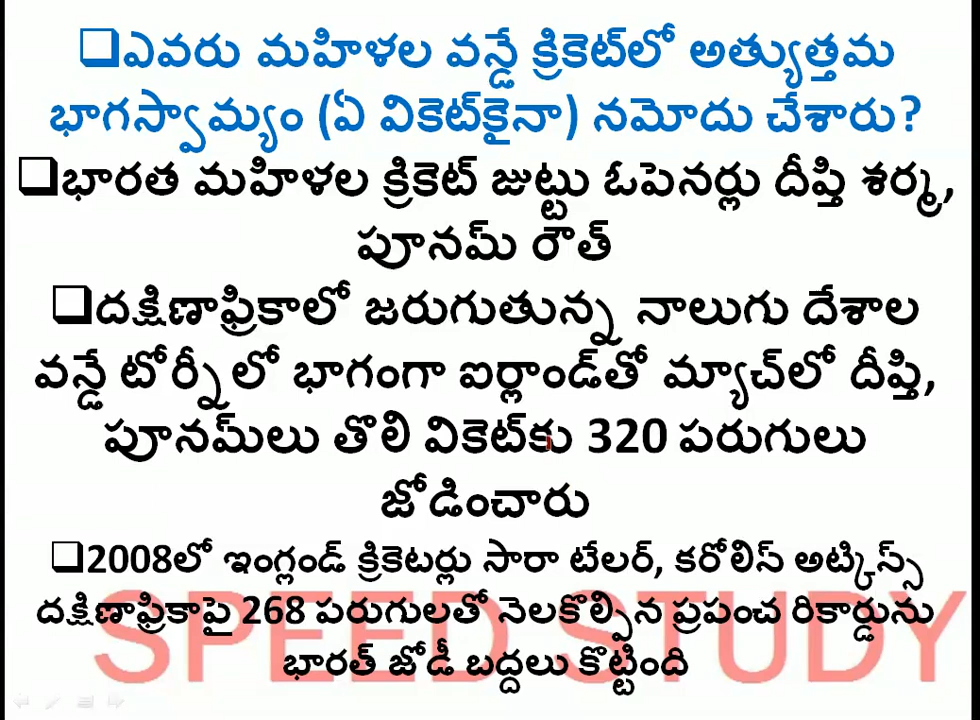 ❑ఎవరు మహిళల వన్డే క్రికెట్‌లో అత్యుత్తమ
భాగస్వామ్యం (ఏ వికెట్‌కైనా) నమోదు చేశారు?
❑భారత మహిళల క్రికెట్ జుట్టు ఓపెనర్లు దీప్తి శర్మ,
పూనమ్ రౌత్
❑దక్షిణాఫ్రికాలో జరుగుతున్న నాలుగు దేశాల
వన్డే టోర్నీలో భాగంగా ఐర్లాండ్‌తో మ్యాచ్‌లో దీప్తి,
పూనమ్‌లు తొలి వికెట్‌కు 320 పరుగులు
జోడించారు
❑2008లో ఇంగ్లండ్ క్రికెటర్లు సారా టేలర్, కరోలిస్ అట్కిన్స్
దక్షిణాఫ్రికాపై 268 పరుగులతో నెలకొల్పిన ప్రపంచ రికార్డును
భారత్ జోడీ బద్దలు కొట్టింది
SPEED STUDY